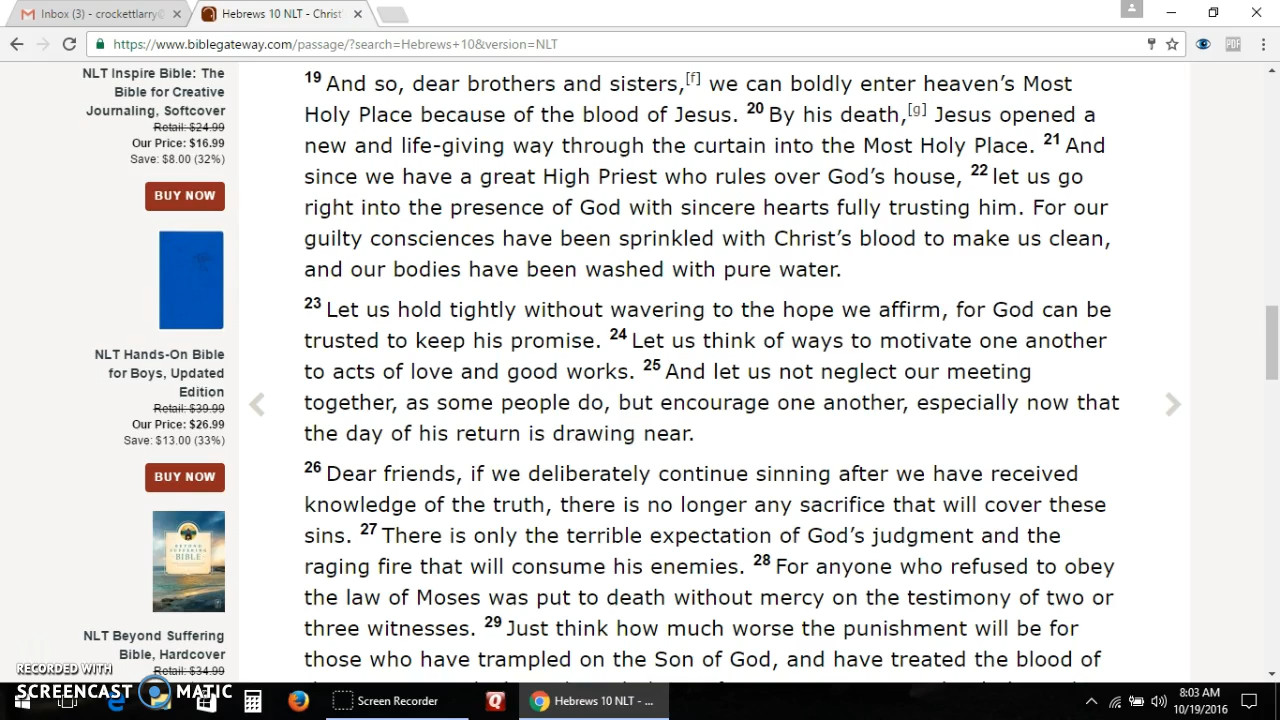 Inbox (3) - crockettlarry@
Hebrews 10 NLT - Christ
https://www.biblegateway.com/passage/?search=Hebrews+10&version=NLT
PDF
NLT Inspire Bible: The
Bible for Creative
Journaling, Softcover
Retail: $24.99
Our Price: $16.99
Save: $8.00 (32%)
BUY NOW
NLT Hands-On Bible
for Boys, Updated
Edition
Retail: $39.99
Our Price: $26.99
Save: $13.00 (33%)
BUY NOW
BEYOND
SUFFERING
BIBLE
NLT Beyond Suffering
Bible, Hardcover
Retail: $34.99
19 And so, dear brothers and sisters,[f] we can boldly enter heaven’s Most
Holy Place because of the blood of Jesus. 20 By his death,[g] Jesus opened a
new and life-giving way through the curtain into the Most Holy Place. 21 And
since we have a great High Priest who rules over God’s house, 22 let us go
right into the presence of God with sincere hearts fully trusting him. For our
guilty consciences have been sprinkled with Christ’s blood to make us clean,
and our bodies have been washed with pure water.
23 Let us hold tightly without wavering to the hope we affirm, for God can be
trusted to keep his promise. 24 Let us think of ways to motivate one another
to acts of love and good works. 25 And let us not neglect our meeting
together, as some people do, but encourage one another, especially now that
the day of his return is drawing near.
26 Dear friends, if we deliberately continue sinning after we have received
knowledge of the truth, there is no longer any sacrifice that will cover these
sins. 27 There is only the terrible expectation of God’s judgment and the
raging fire that will consume his enemies. 28 For anyone who refused to obey
the law of Moses was put to death without mercy on the testimony of two or
three witnesses. 29 Just think how much worse the punishment will be for
those who have trampled on the Son of God, and have treated the blood of
RECORDED WITH
SCREENCAST MATIC
Screen Recorder
Hebrews 10 NLT - ...
8:03 AM
10/19/2016